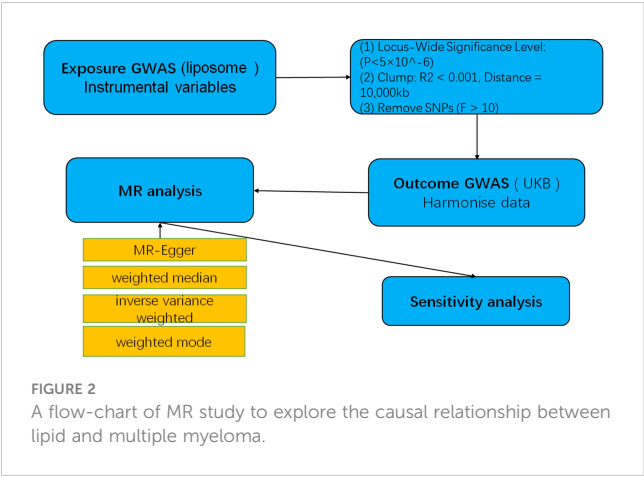 Exposure GWAS (liposome )
Instrumental variables
(1) Locus-Wide Significance Level:
(P<5×10^-6)
(2) Clump: R2 < 0.001, Distance =
10,000kb
(3) Remove SNPs (F > 10)
MR analysis
Outcome GWAS ( UKB )
Harmonise data
MR-Egger
weighted median
inverse variance
weighted
weighted mode
Sensitivity analysis
FIGURE 2
A flow-chart of MR study to explore the causal relationship between
lipid and multiple myeloma.